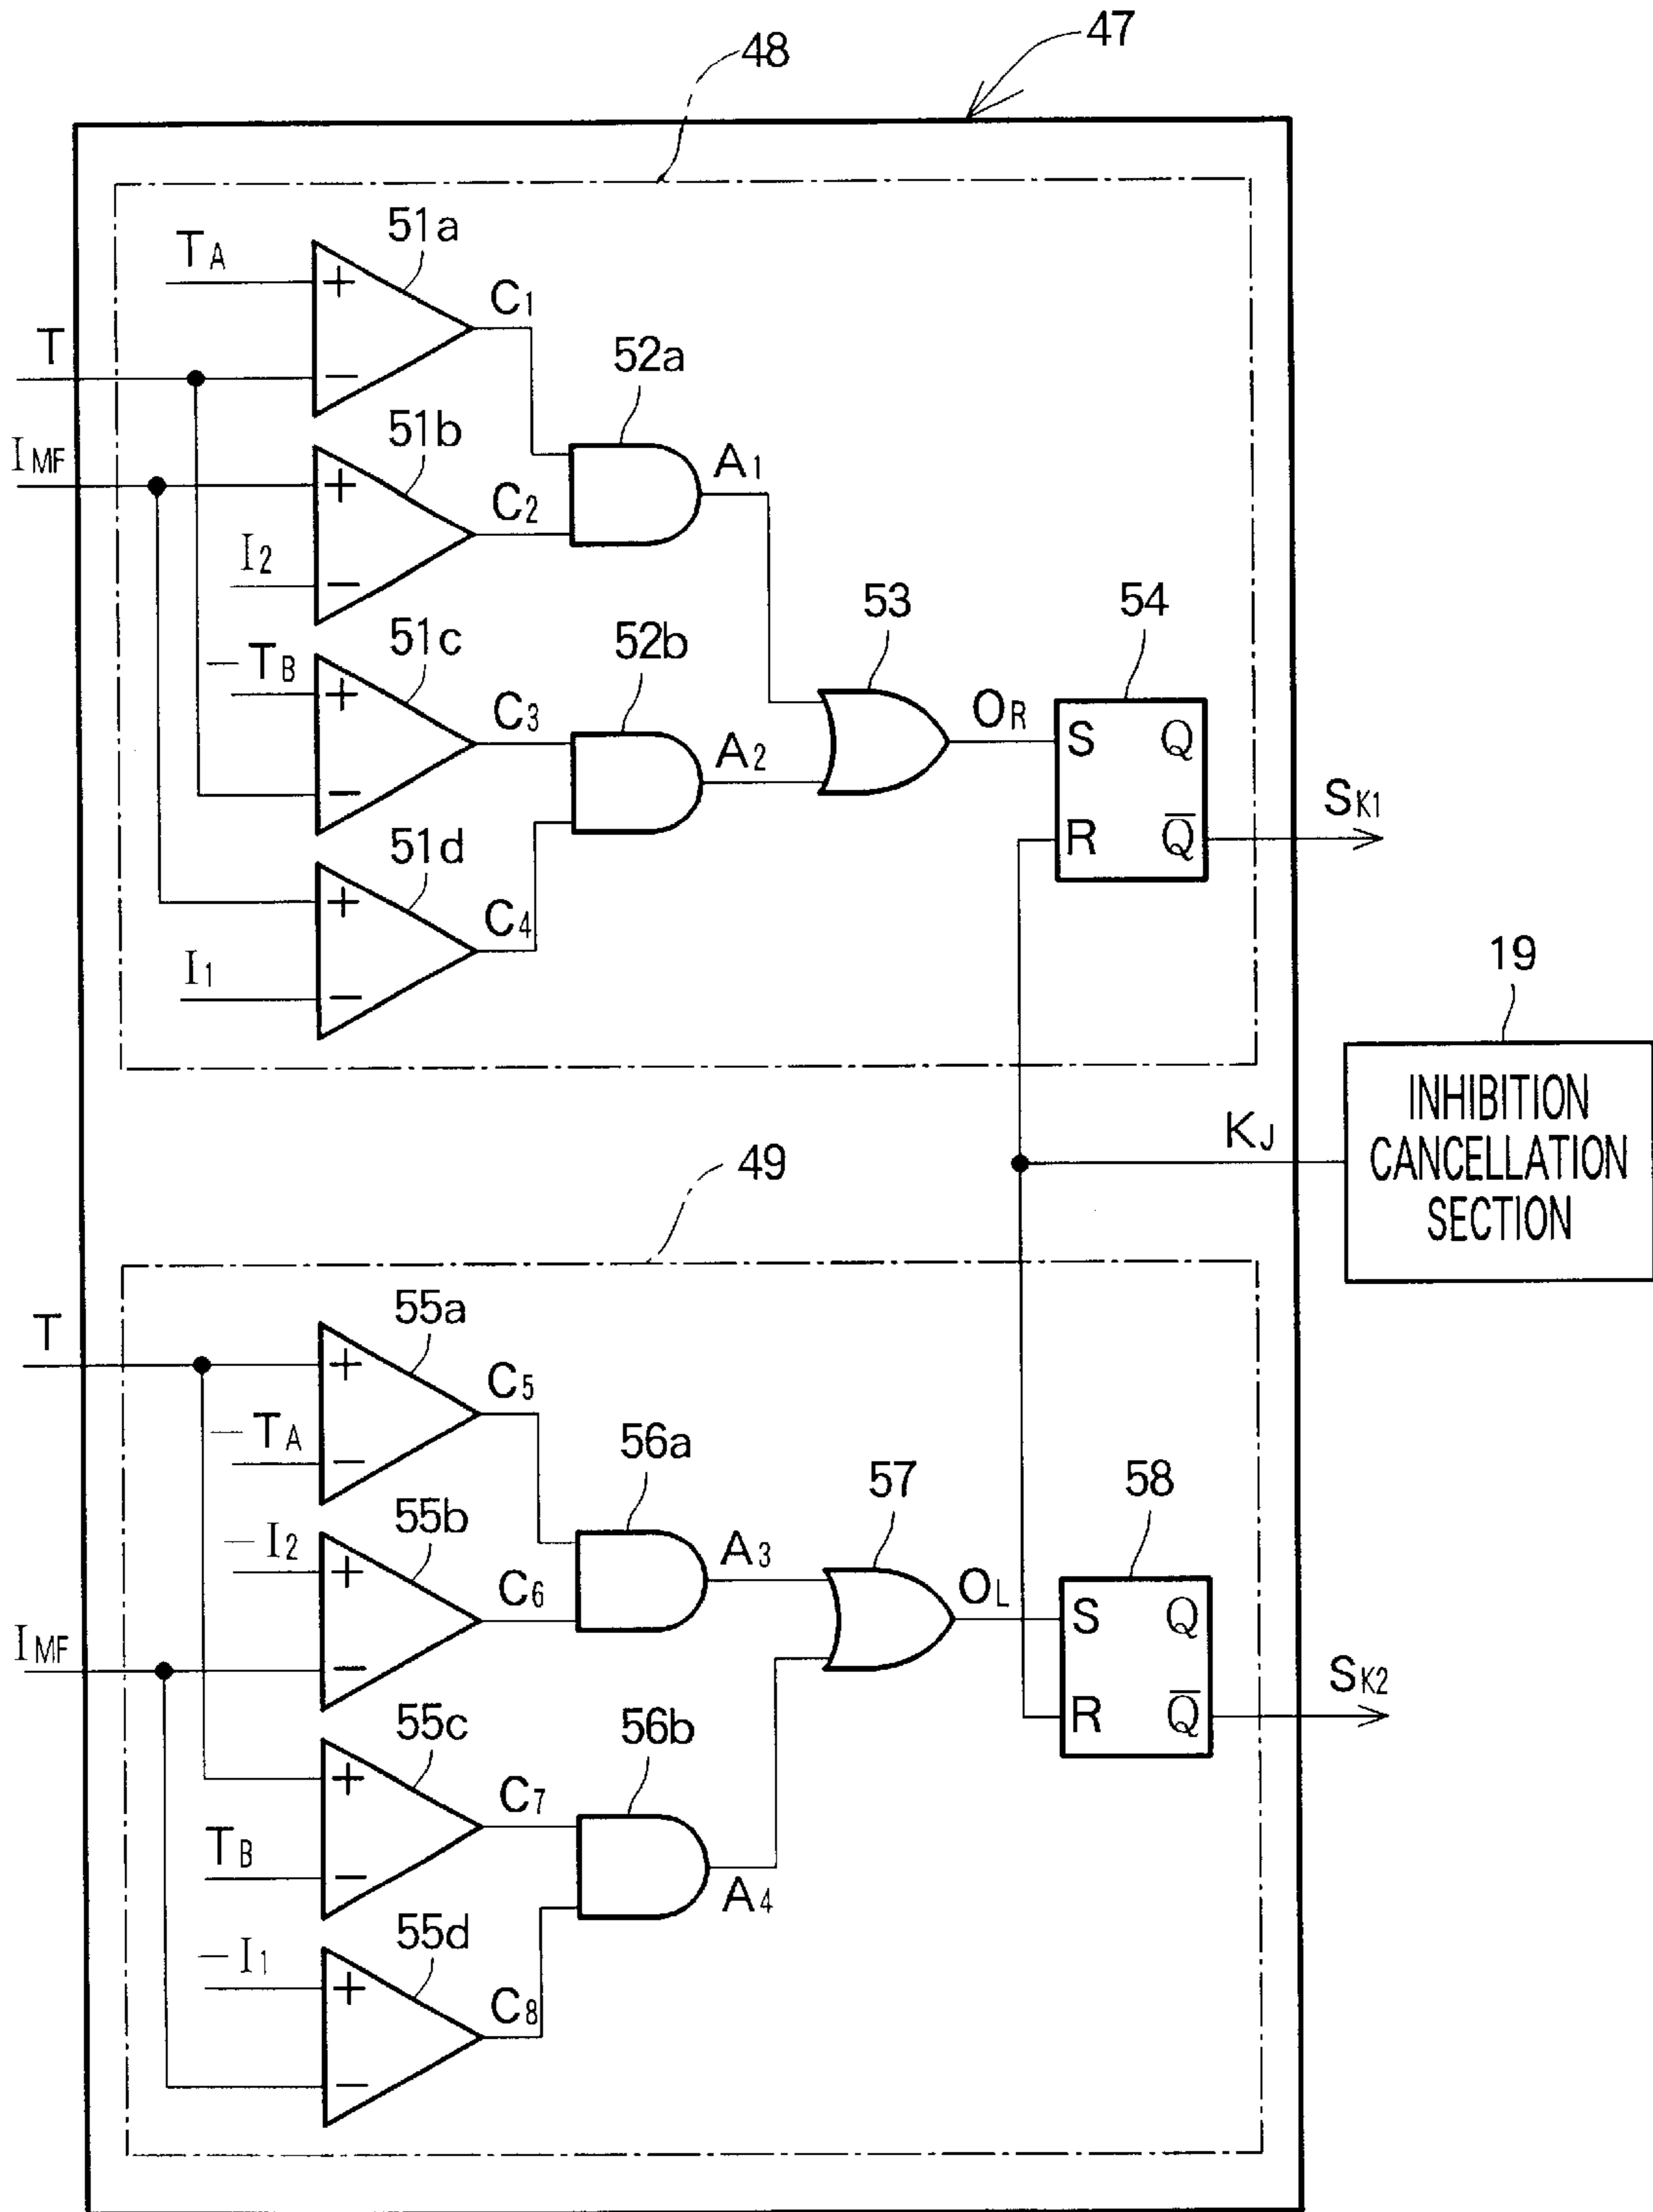 47
48
51a
TA
C1
T
52a
51b
IMF
A1
C2
I2
53
54
51c
52b
−TB
C3
OR
A2
S Q
SK1
51d
R Q̅
C4
I1
19
INHIBITION
CANCELLATION
SECTION
KJ
49
T
55a
C5
−TA
56a
57
58
55b
−I2
A3
C6
OL
S Q
IMF
SK2
55c
56b
R Q̅
C7
TB
A4
55d
−I1
C8
+
−
+
−
+
−
+
−
+
−
+
−
+
−
+
−